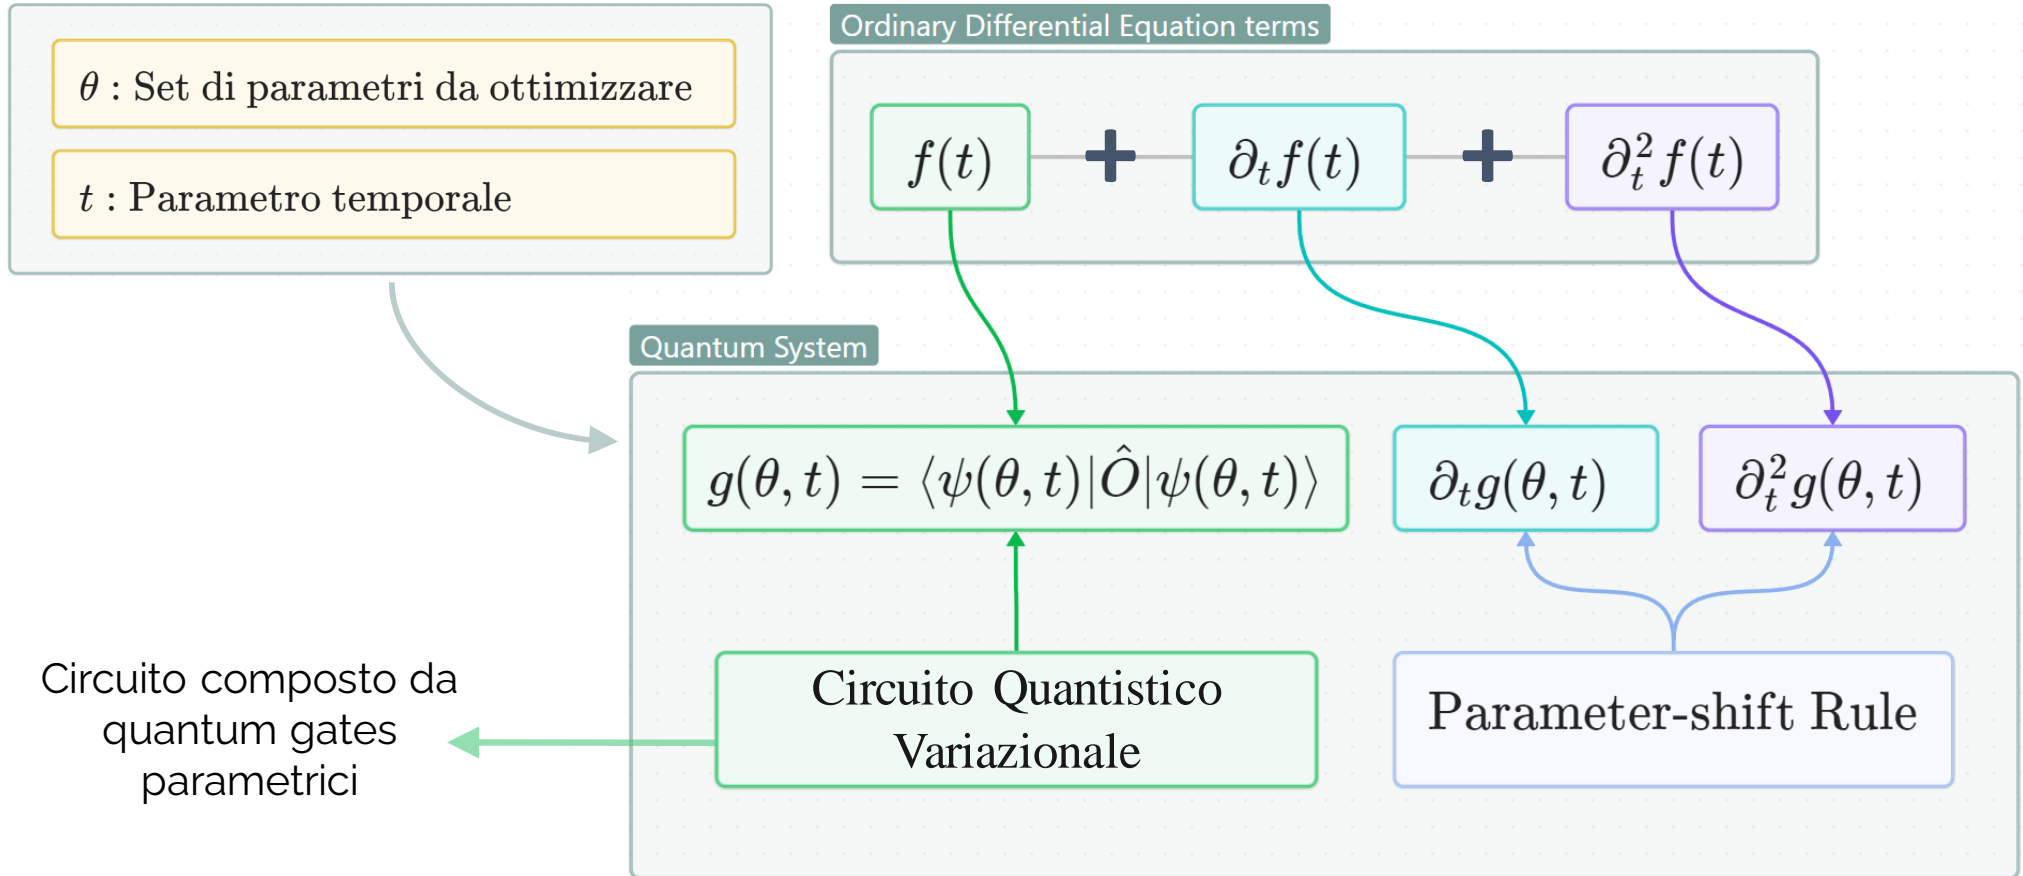 θ : Set di parametri da ottimizzare
t : Parametro temporale
Ordinary Differential Equation terms
f(t) + ∂ₜf(t) + ∂ₜ²f(t)
Quantum System
g(θ, t) = ⟨ψ(θ, t)|Ô|ψ(θ, t)⟩
∂ₜg(θ, t)
∂ₜ²g(θ, t)
Circuito composto da
quantum gates
parametrici
Circuito Quantistico
Variazionale
Parameter-shift Rule